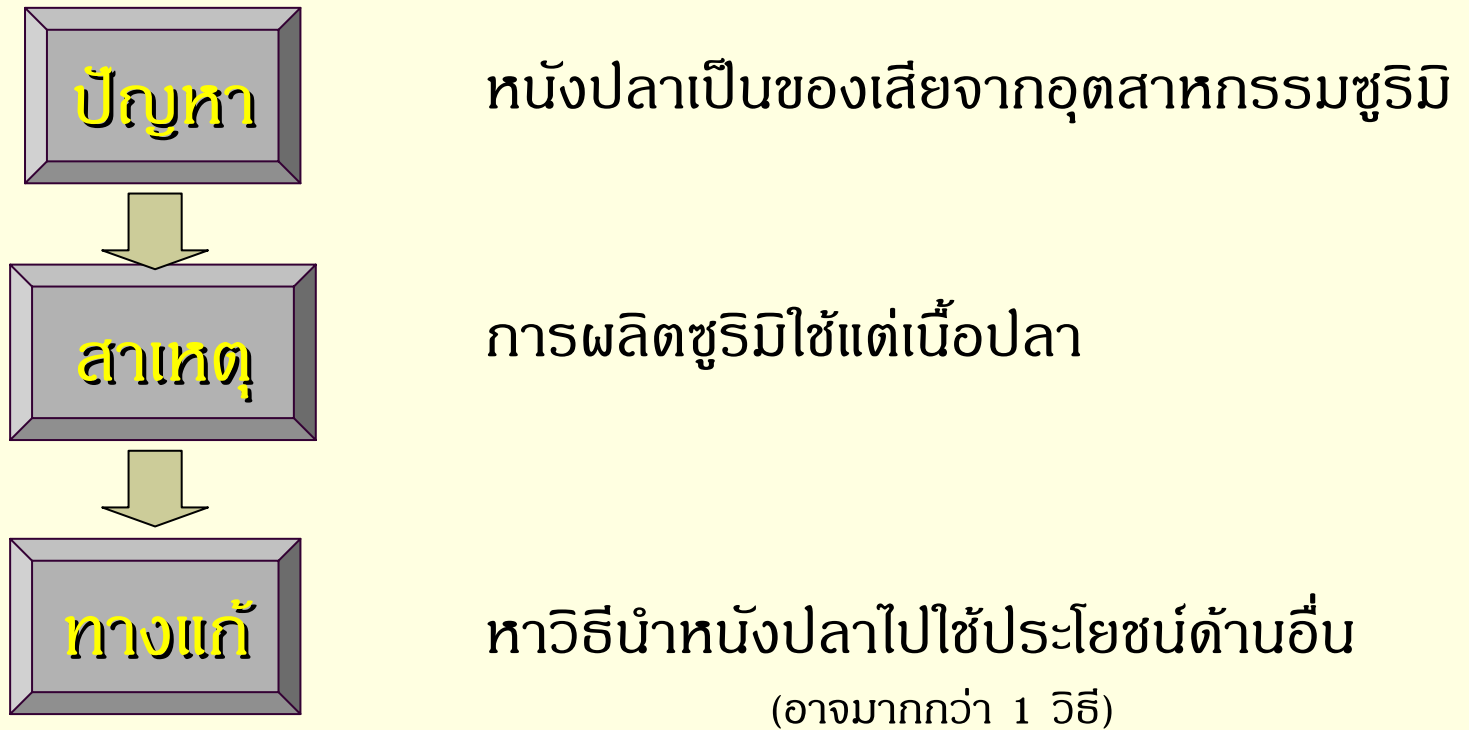 ปัญหา
หนังปลาเป็นของเสียจากอุตสาหกรรมซูริมิ
สาเหตุ
การผลิตซูริมิใช้แต่เนื้อปลา
ทางแก้
หาวิธีนำหนังปลาไปใช้ประโยชน์ด้านอื่น
(อาจมากกว่า 1 วิธี)